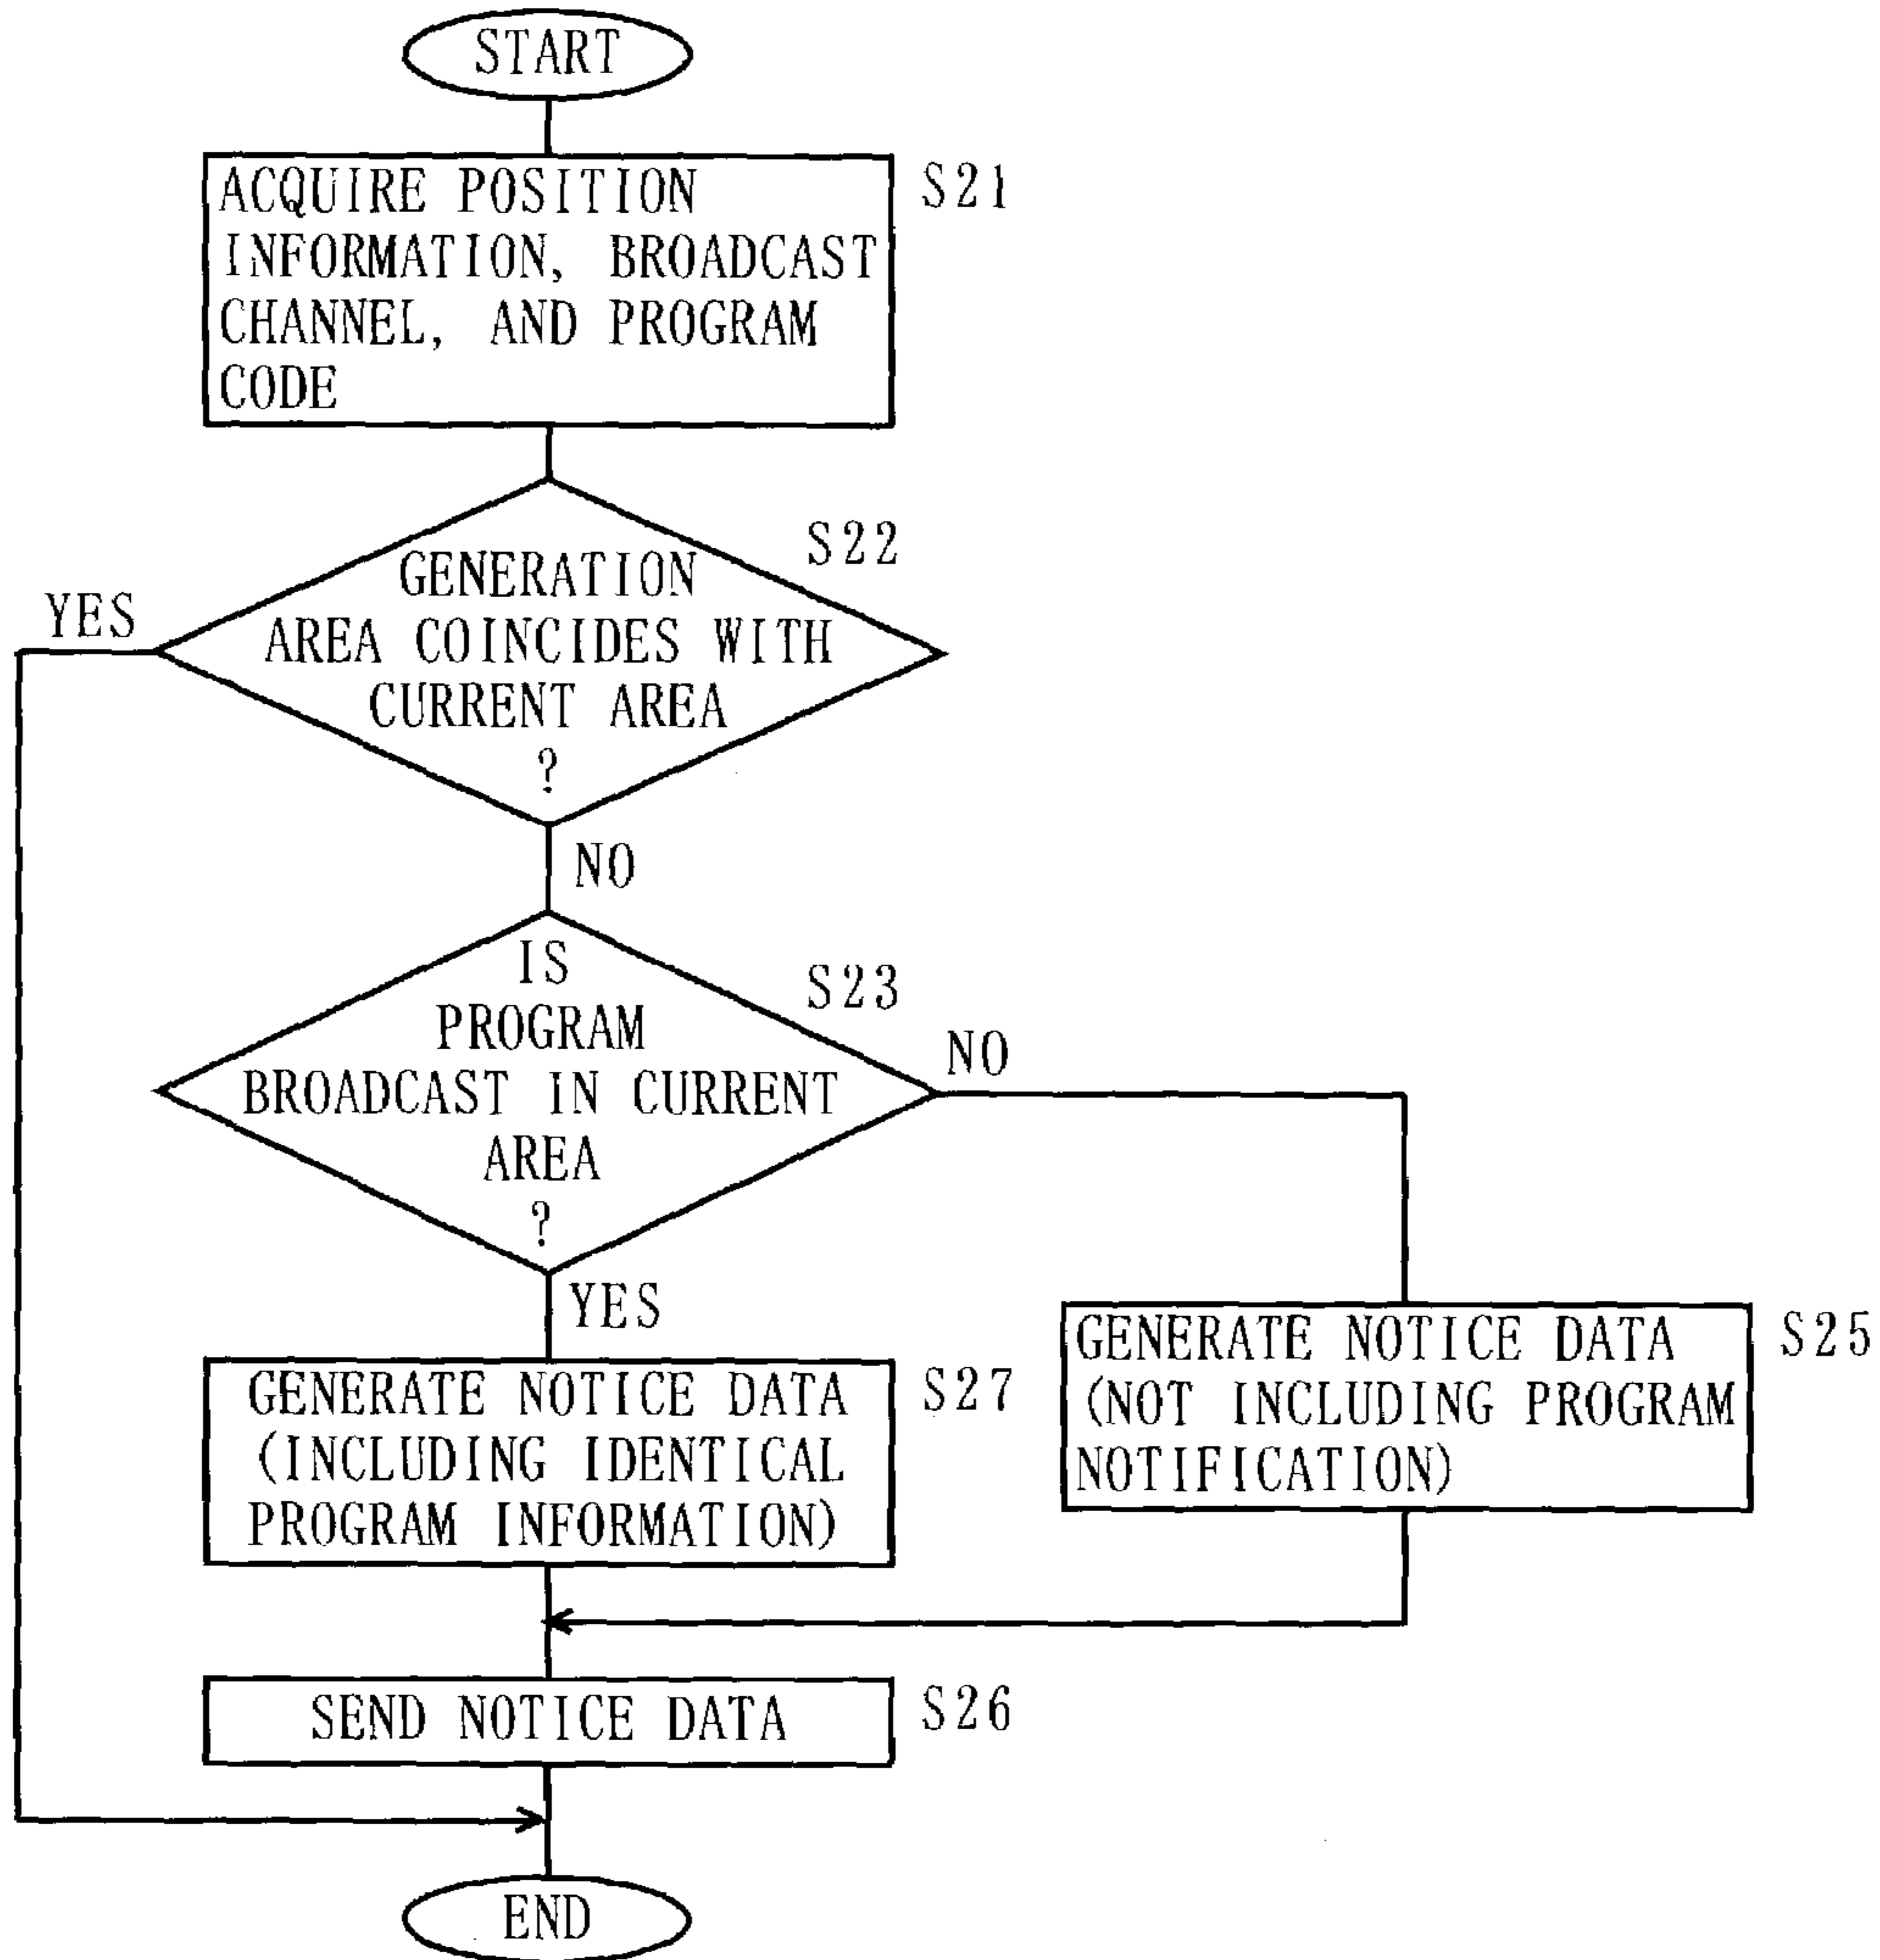 START
ACQUIRE POSITION
INFORMATION, BROADCAST
CHANNEL, AND PROGRAM
CODE
S21
S22
GENERATION
AREA COINCIDES WITH
CURRENT AREA
?
YES
NO
IS
PROGRAM
BROADCAST IN CURRENT
AREA
?
S23
NO
YES
GENERATE NOTICE DATA
(INCLUDING IDENTICAL
PROGRAM INFORMATION)
S27
GENERATE NOTICE DATA
(NOT INCLUDING PROGRAM
NOTIFICATION)
S25
SEND NOTICE DATA
S26
END